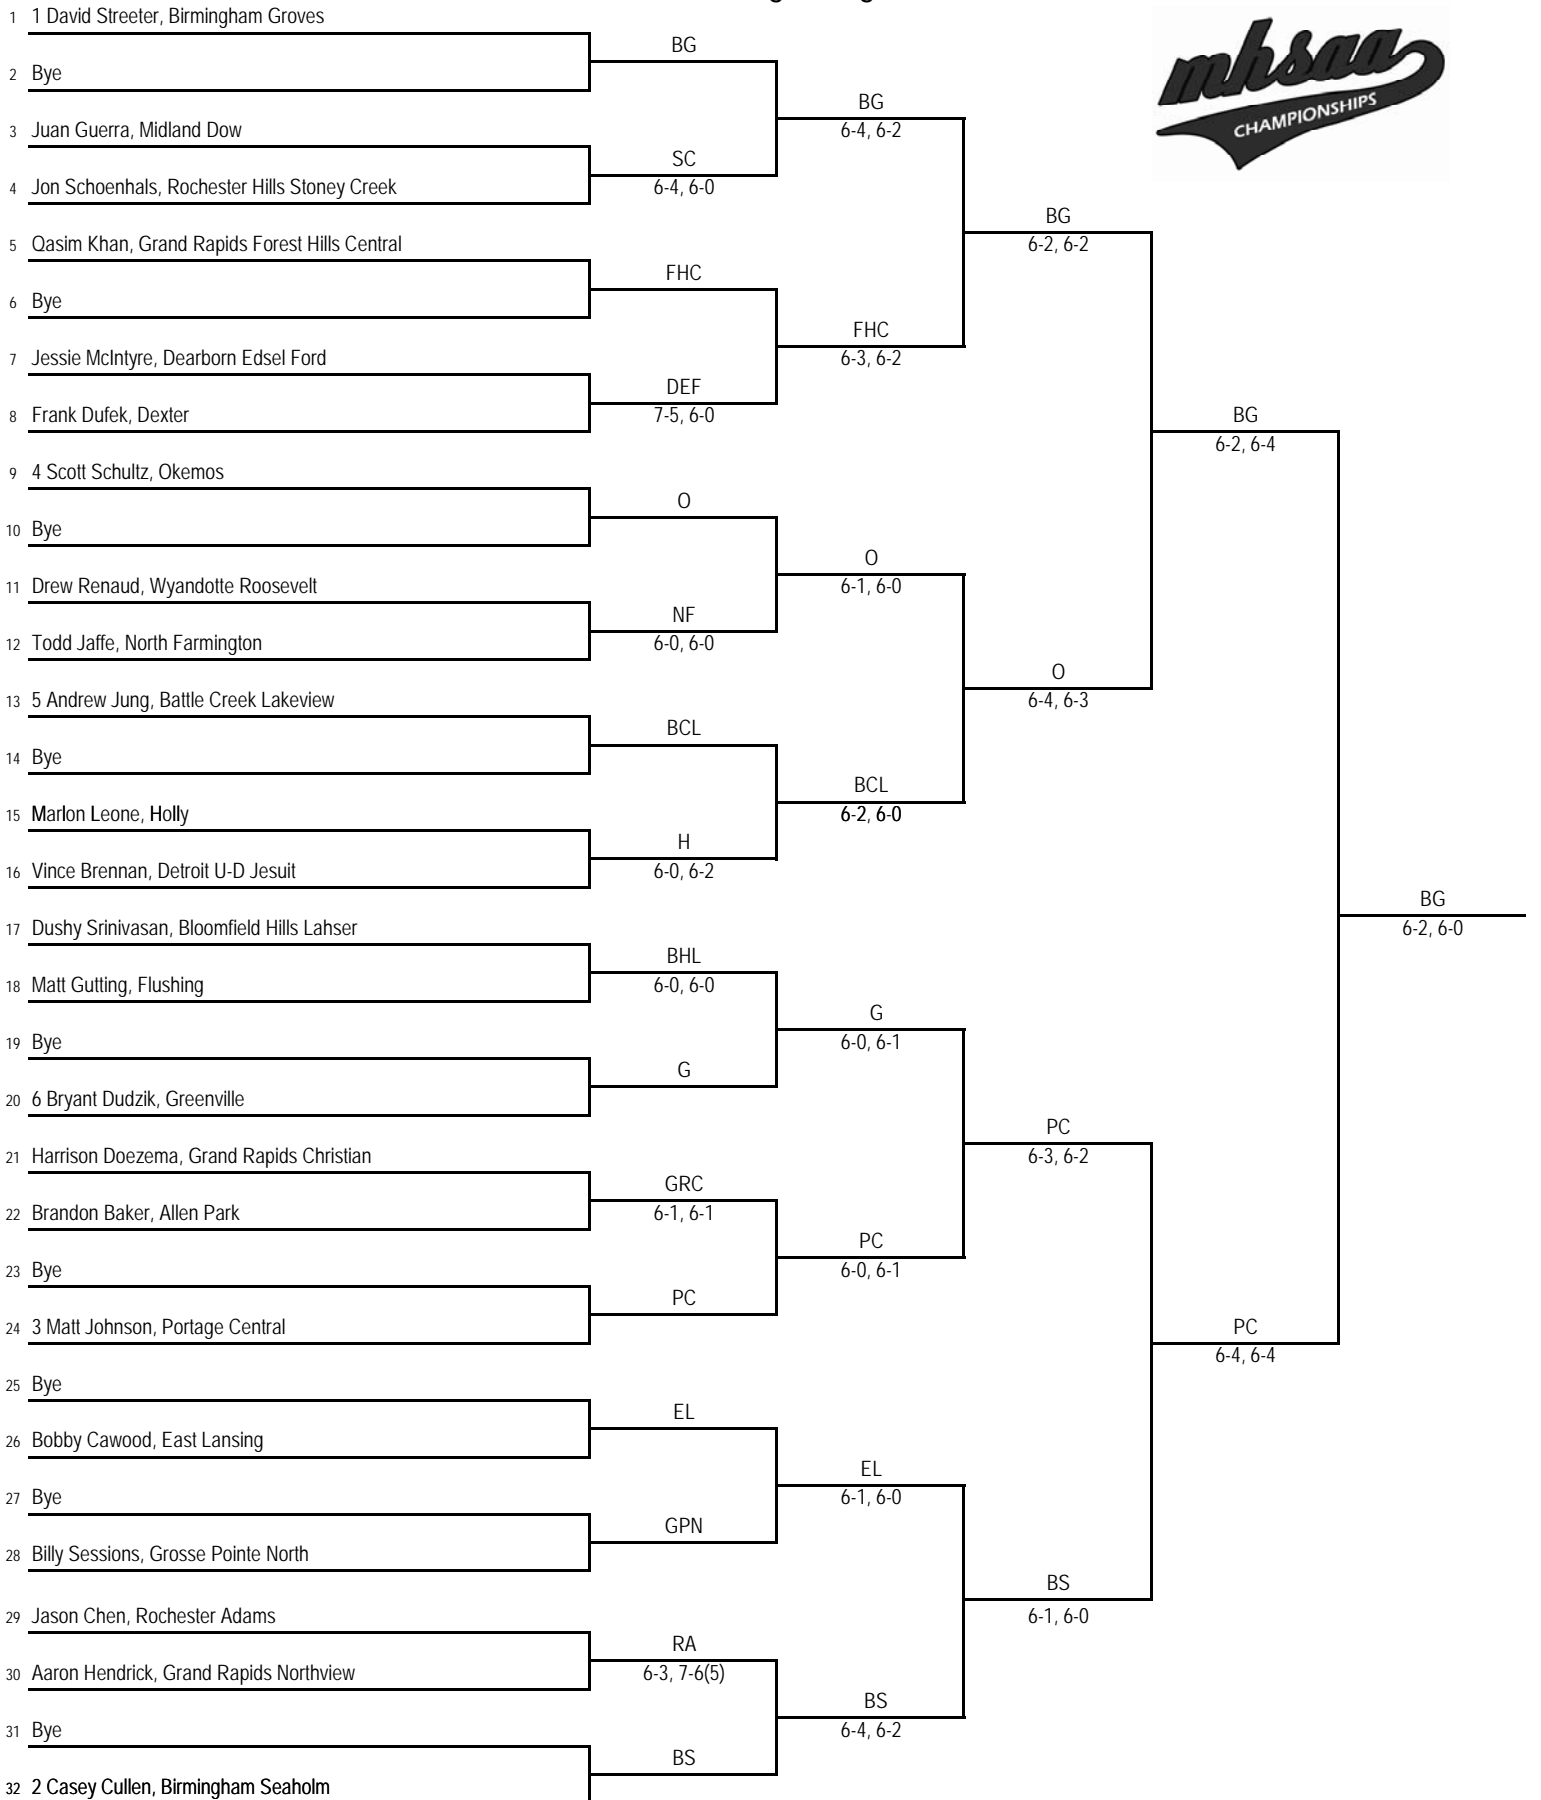 mhsaa
CHAMPIONSHIPS
1 1 David Streeter, Birmingham Groves
BG
2 Bye
BG
3 Juan Guerra, Midland Dow
6-4, 6-2
SC
4 Jon Schoenhals, Rochester Hills Stoney Creek
6-4, 6-0
BG
5 Qasim Khan, Grand Rapids Forest Hills Central
6-2, 6-2
FHC
6 Bye
FHC
7 Jessie McIntyre, Dearborn Edsel Ford
6-3, 6-2
DEF
8 Frank Dufek, Dexter
7-5, 6-0
BG
6-2, 6-4
9 4 Scott Schultz, Okemos
O
10 Bye
O
11 Drew Renaud, Wyandotte Roosevelt
6-1, 6-0
NF
12 Todd Jaffe, North Farmington
6-0, 6-0
O
13 5 Andrew Jung, Battle Creek Lakeview
6-4, 6-3
BCL
14 Bye
BCL
15 Marlon Leone, Holly
6-2, 6-0
H
16 Vince Brennan, Detroit U-D Jesuit
6-0, 6-2
BG
17 Dushy Srinivasan, Bloomfield Hills Lahser
6-2, 6-0
BHL
18 Matt Gutting, Flushing
6-0, 6-0
G
19 Bye
6-0, 6-1
G
20 6 Bryant Dudzik, Greenville
PC
21 Harrison Doezema, Grand Rapids Christian
6-3, 6-2
GRC
22 Brandon Baker, Allen Park
6-1, 6-1
PC
23 Bye
6-0, 6-1
PC
24 3 Matt Johnson, Portage Central
PC
6-4, 6-4
25 Bye
EL
26 Bobby Cawood, East Lansing
EL
27 Bye
6-1, 6-0
GPN
28 Billy Sessions, Grosse Pointe North
BS
29 Jason Chen, Rochester Adams
6-1, 6-0
RA
30 Aaron Hendrick, Grand Rapids Northview
6-3, 7-6(5)
BS
31 Bye
6-4, 6-2
BS
32 2 Casey Cullen, Birmingham Seaholm